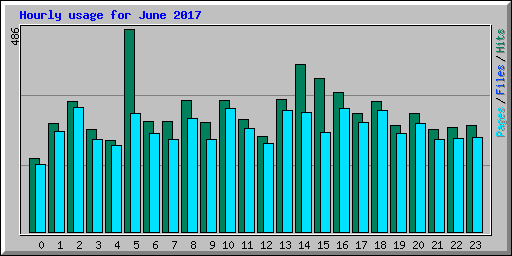 Hourly usage for June 2017
486
Pages/Files/Hits
0 1 2 3 4 5 6 7 8 9 10 11 12 13 14 15 16 17 18 19 20 21 22 23